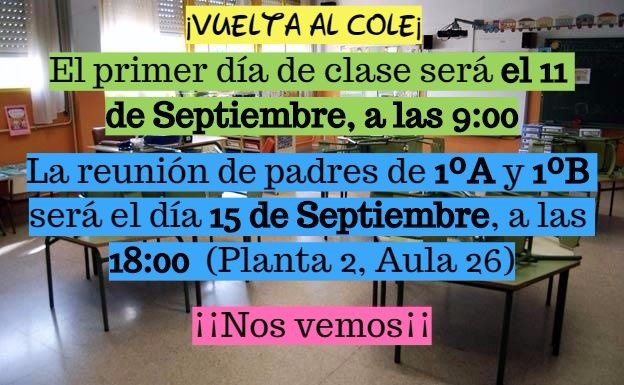 ¡VUELTA AL COLE¡
El primer día de clase será el 11
de Septiembre, a las 9:00
La reunión de padres de 1ºA y 1ºB
será el día 15 de Septiembre, a las
18:00 (Planta 2, Aula 26)
¡¡Nos vemos¡¡